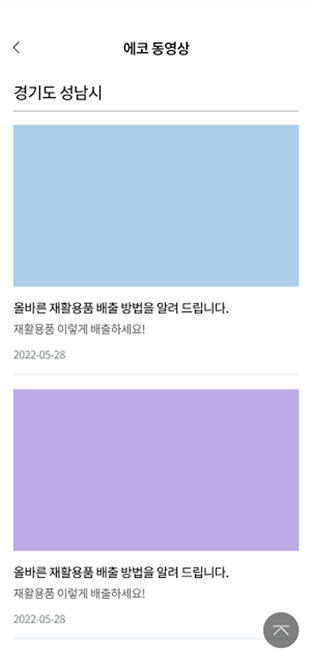 에코 동영상
경기도 성남시
올바른 재활용품 배출 방법을 알려 드립니다.
재활용품 이렇게 배출하세요!
2022-05-28
올바른 재활용품 배출 방법을 알려 드립니다.
재활용품 이렇게 배출하세요!
2022-05-28